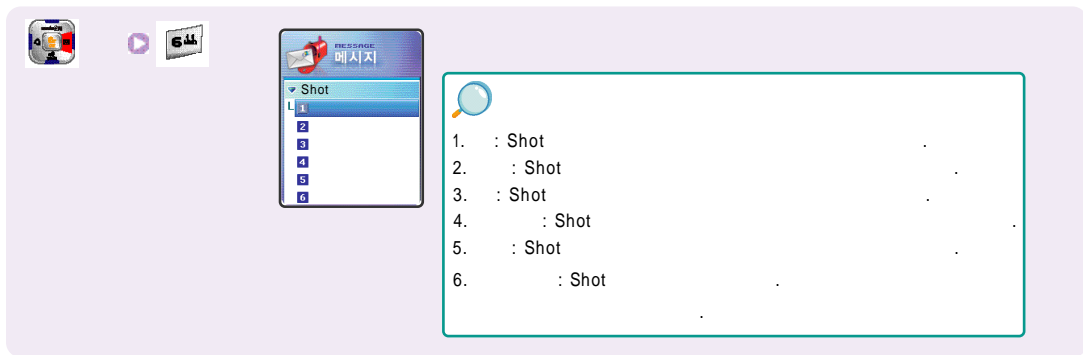 6
MESSAGE
메시지
Shot
1
2
3
4
5
6
1. : Shot .
2. : Shot .
3. : Shot .
4. : Shot .
5. : Shot .
6. : Shot .
.